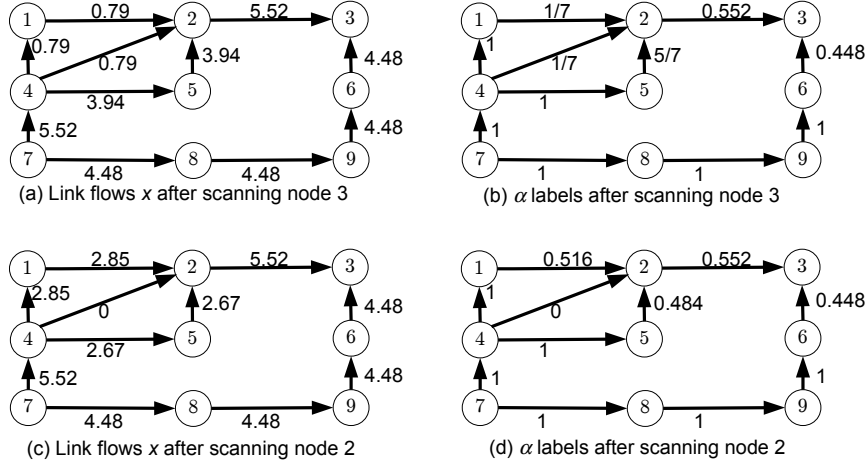 0.79 5.52
1 2 3
0.79 3.94 4.48
0.79
4 5 6
3.94
5.52 4.48
7 8 9
4.48 4.48
(a) Link flows x after scanning node 3
1/7 0.552
1 2 3
1 5/7 0.448
1/7
4 5 6
1
1 1
7 8 9
1 1
(b) α labels after scanning node 3
2.85 5.52
1 2 3
2.85 2.67 4.48
0
4 5 6
2.67
5.52 4.48
7 8 9
4.48 4.48
(c) Link flows x after scanning node 2
0.516 0.552
1 2 3
1 0.484 0.448
0
4 5 6
1
1 1
7 8 9
1 1
(d) α labels after scanning node 2